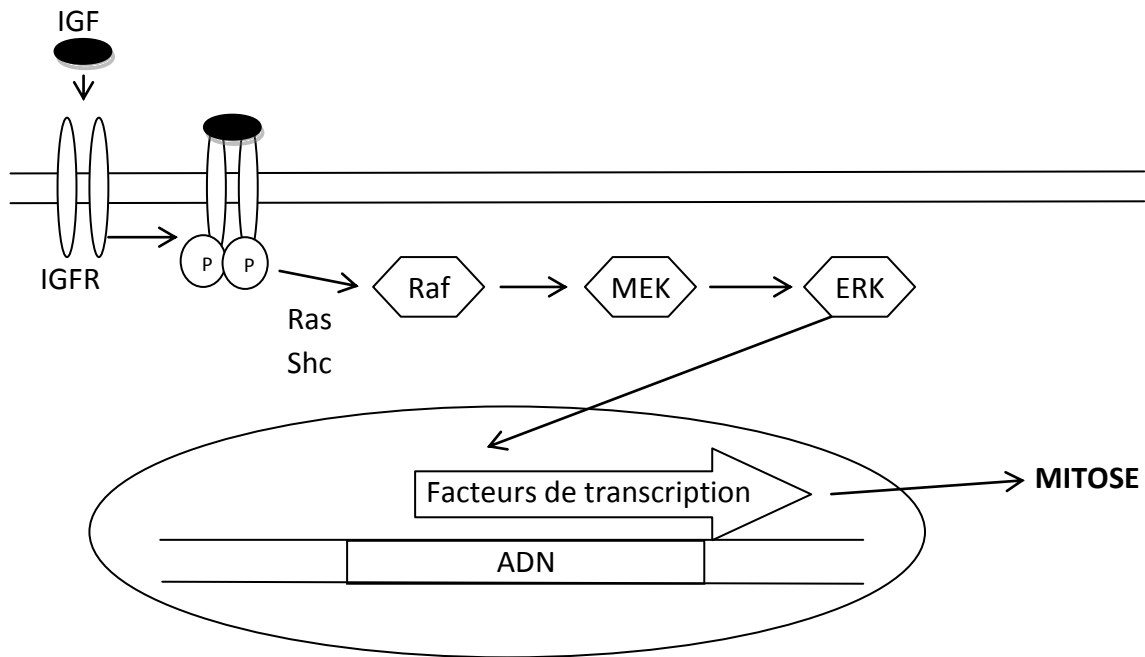 IGF
P
P
IGFR
Raf
MEK
ERK
Ras
Shc
Facteurs de transcription
MITOSE
ADN